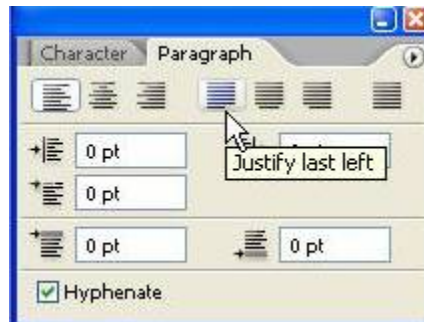 Character Paragraph
0 pt
Justify last left
0 pt
0 pt 0 pt
Hyphenate